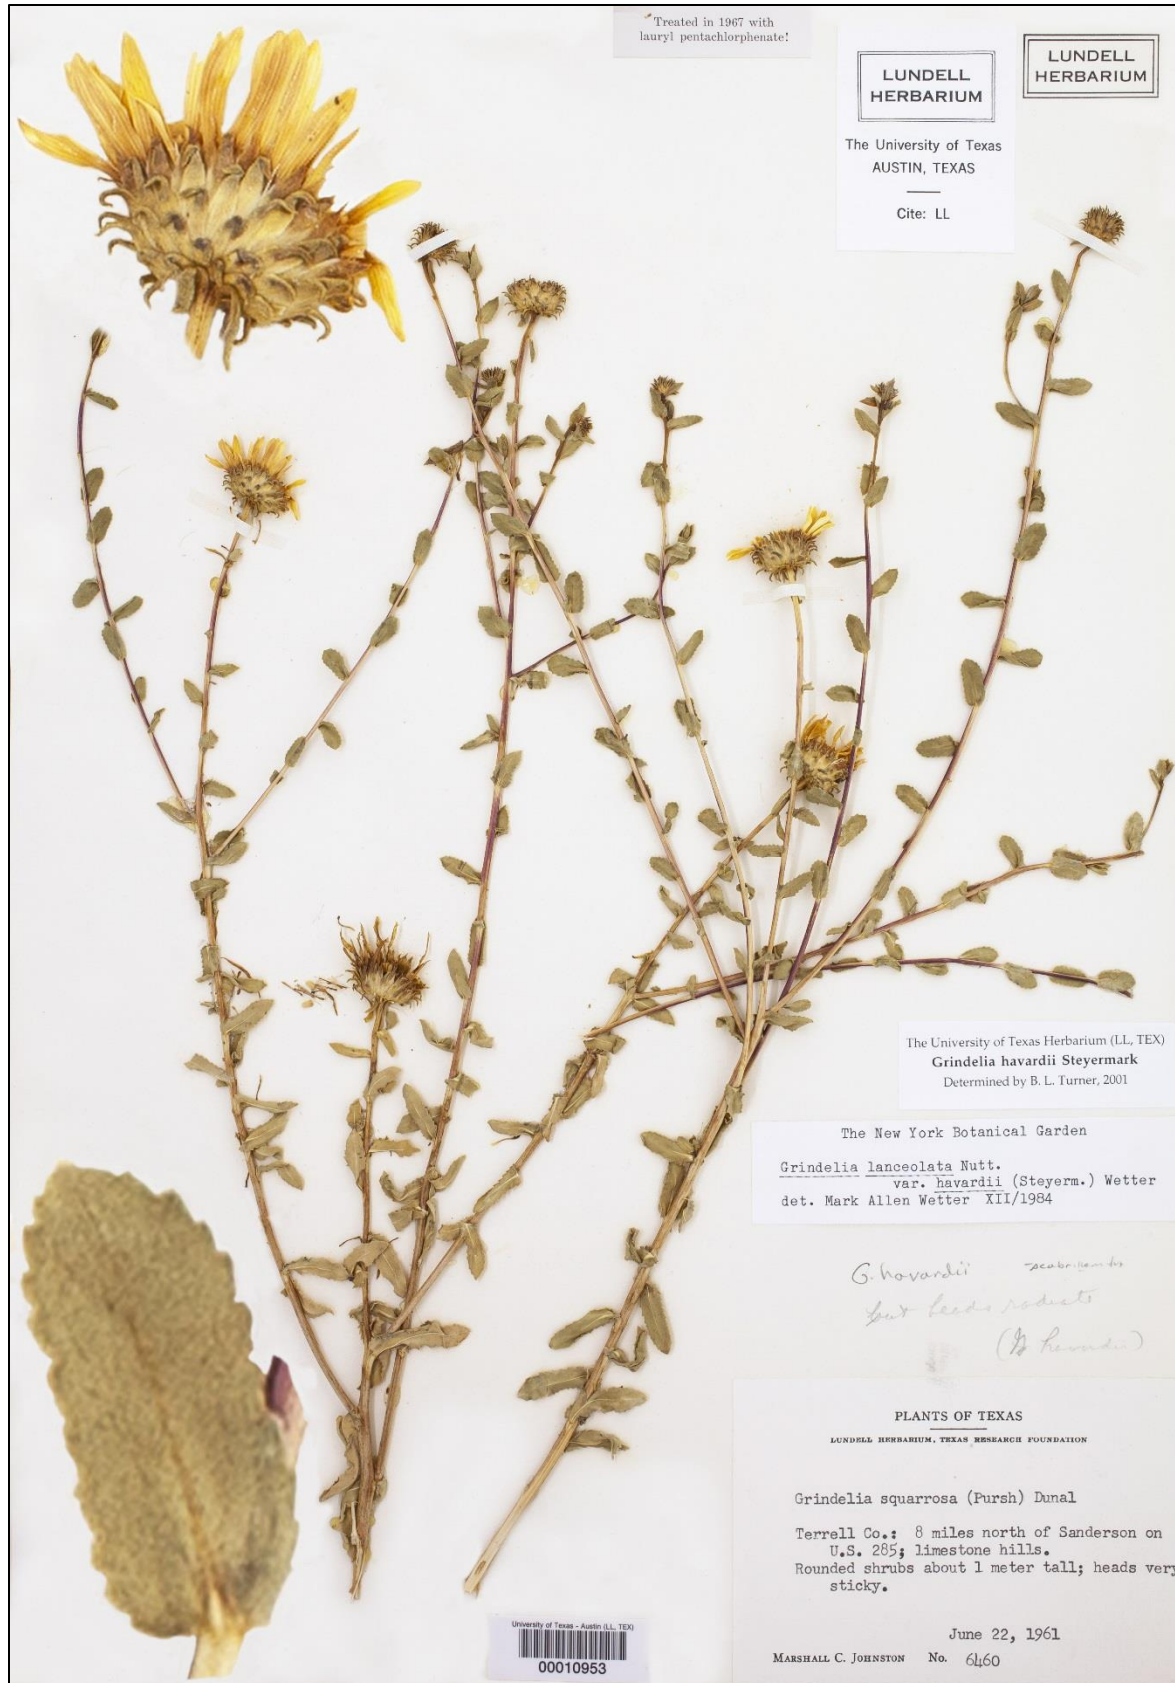 Treated in 1967 with
lauryl pentachlorphenate!
LUNDELL
HERBARIUM
The University of Texas
AUSTIN, TEXAS
Cite: LL
LUNDELL
HERBARIUM
The University of Texas Herbarium (LL, TEX)
Grindelia havardii Steyermark
Determined by B. L. Turner, 2001
The New York Botanical Garden
Grindelia lanceolata Nutt.
var. havardii (Steyerm.) Wetter
det. Mark Allen Wetter XII/1984
G. havardii
but heads radiate
(G havardii)
PLANTS OF TEXAS
LUNDELL HERBARIUM, TEXAS RESEARCH FOUNDATION
Grindelia squarrosa (Pursh) Dunal
Terrell Co.: 8 miles north of Sanderson on
U.S. 285; limestone hills.
Rounded shrubs about 1 meter tall; heads very
sticky.
June 22, 1961
MARSHALL C. JOHNSTON No. 6460
University of Texas - Austin (LL, TEX)
00010953